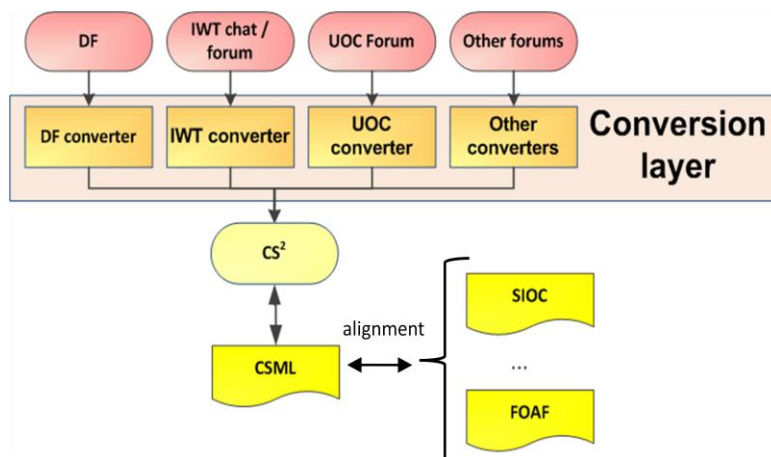 DF
IWT chat /
forum
UOC Forum
Other forums
DF converter
IWT converter
UOC
converter
Other
converters
Conversion
layer
CS²
alignment
SIOC
CSML
...
FOAF